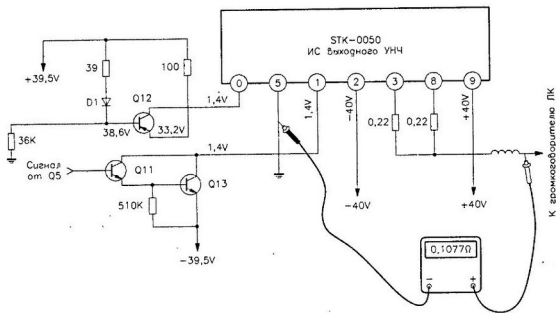 STK-0050
ИС выходного УНЧ
+39,5V
39
100
0
5
1
2
3
8
9
D1
Q12
1,4V
1,4V
-40V
+40V
0,22
0,22
36K
38,6V
33,2V
1,4V
Сигнал
от Q5
Q11
Q13
510K
-39,5V
-40V
+40V
К громкоговорителю ПК
0,1077Ω
-
+